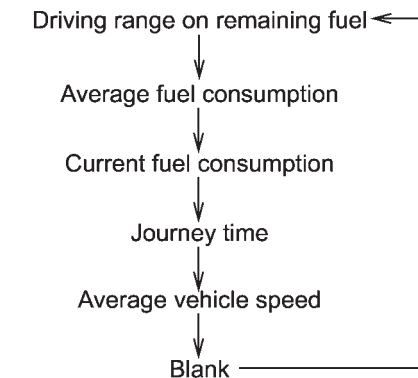 Driving range on remaining fuel
Average fuel consumption
Current fuel consumption
Journey time
Average vehicle speed
Blank